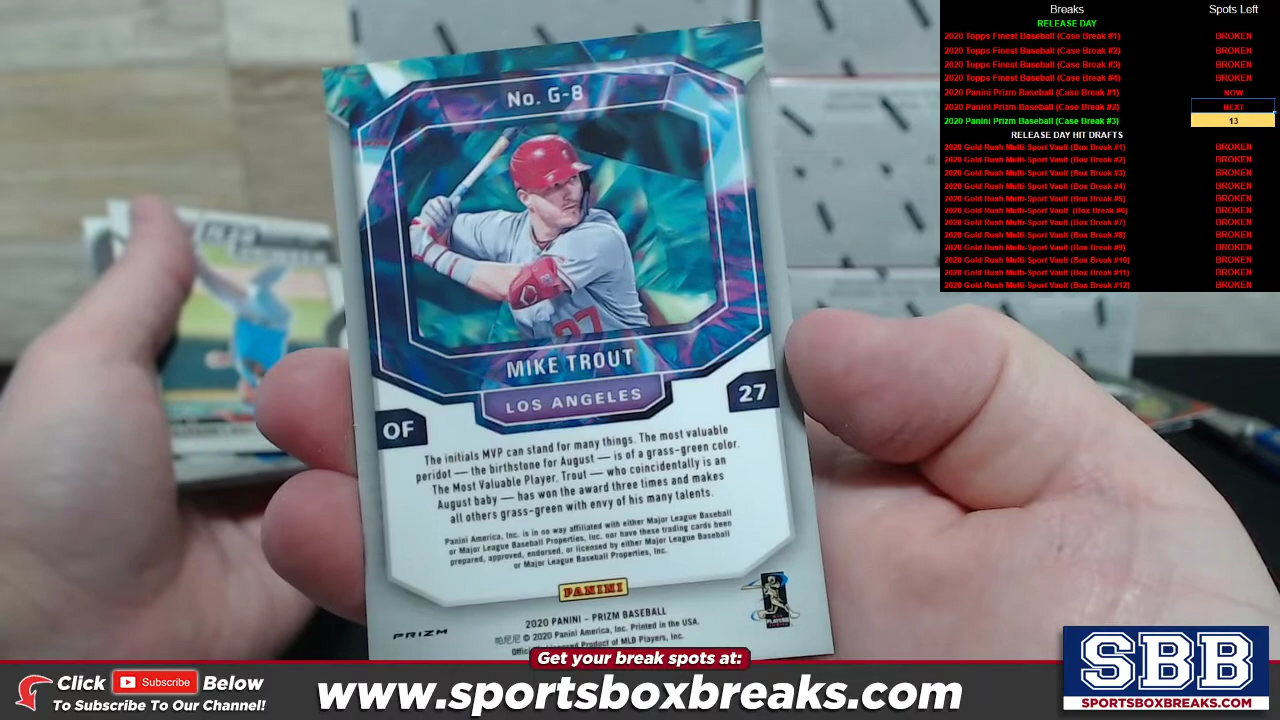 Breaks Spots Left
RELEASE DAY
2020 Topps Finest Baseball (Case Break #1) BROKEN
2020 Topps Finest Baseball (Case Break #2) BROKEN
2020 Topps Finest Baseball (Case Break #3) BROKEN
2020 Topps Finest Baseball (Case Break #4) BROKEN
2020 Panini Prizm Baseball (Case Break #1) NOW
2020 Panini Prizm Baseball (Case Break #2) NEXT
2020 Panini Prizm Baseball (Case Break #3) 13
RELEASE DAY HIT DRAFTS
2020 Gold Rush Multi-Sport Vault (Box Break #1) BROKEN
2020 Gold Rush Multi-Sport Vault (Box Break #2) BROKEN
2020 Gold Rush Multi-Sport Vault (Box Break #3) BROKEN
2020 Gold Rush Multi-Sport Vault (Box Break #4) BROKEN
2020 Gold Rush Multi-Sport Vault (Box Break #5) BROKEN
2020 Gold Rush Multi-Sport Vault (Box Break #6) BROKEN
2020 Gold Rush Multi-Sport Vault (Box Break #7) BROKEN
2020 Gold Rush Multi-Sport Vault (Box Break #8) BROKEN
2020 Gold Rush Multi-Sport Vault (Box Break #9) BROKEN
2020 Gold Rush Multi-Sport Vault (Box Break #10) BROKEN
2020 Gold Rush Multi-Sport Vault (Box Break #11) BROKEN
2020 Gold Rush Multi-Sport Vault (Box Break #12) BROKEN
No. G-8
27
MIKE TROUT
LOS ANGELES
OF 27
The initials MVP can stand for many things. The most valuable
peridot — the birthstone for August — is of a grass-green color.
The Most Valuable Player, Trout — who coincidentally is an
August baby — has won the award three times and makes
all others grass-green with envy of his many talents.
Panini America, Inc. is in no way affiliated with either Major League Baseball
or Major League Baseball Properties, Inc. nor have these trading cards been
prepared, approved, endorsed, or licensed by either Major League Baseball
or Major League Baseball Properties, Inc.
PANINI
2020 PANINI – PRIZM BASEBALL
帕尼尼 © 2020 Panini America, Inc. Printed in the USA.
Product of MLB Players, Inc.
PRIZM
PLAYERS
Get your break spots at:
Click Subscribe Below
To Subscribe To Our Channel!
www.sportsboxbreaks.com
SBB
SPORTSBOXBREAKS.COM